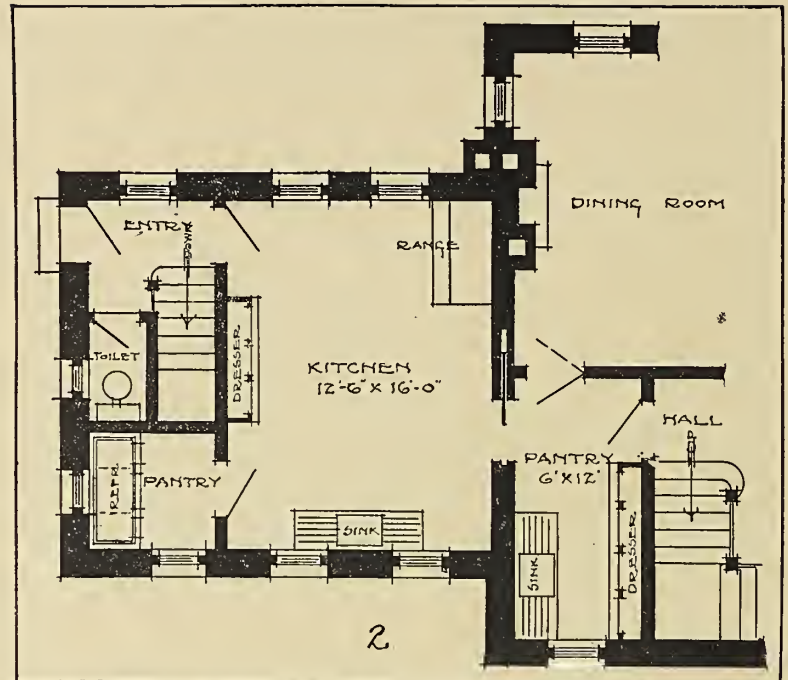 DINING ROOM
ENTRY
DOWN
RANGE
TOILET
DRESSER
KITCHEN
12'-6" X 16'-0"
HALL
UP
PANTRY
6' X 12'
PANTRY
REFR.
SINK
SINK
DRESSER
2